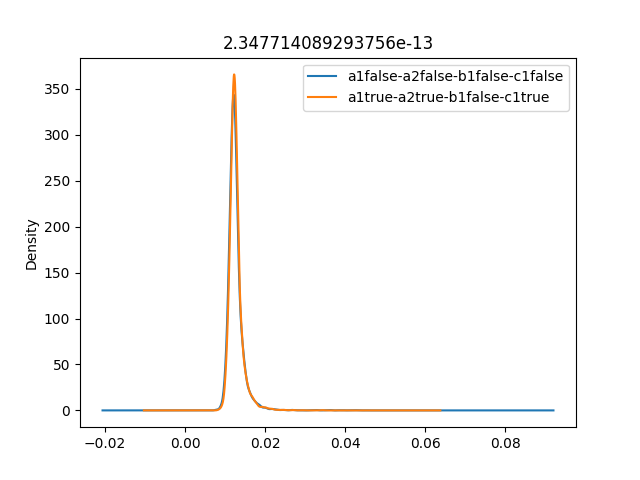 2.347714089293756e-13
a1false-a2false-b1false-c1false
a1true-a2true-b1false-c1true
Density
350
300
250
200
150
100
50
0
−0.02 0.00 0.02 0.04 0.06 0.08